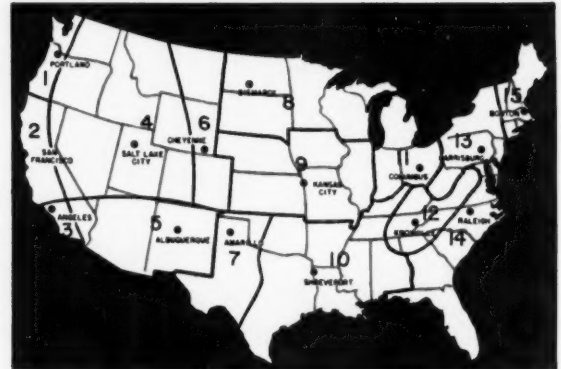 1
PORTLAND
2
SAN
FRANCISCO
3
ANGELES
4
SALT LAKE
CITY
5
ALBUQUERQUE
6
CHEYENNE
7
AMARILLO
BISMARCK
8
9
KANSAS
CITY
10
SHREVEPORT
COLUMBUS
12
KNOXVILLE
13
HARRISBURG
RALEIGH
14
15
BOSTON